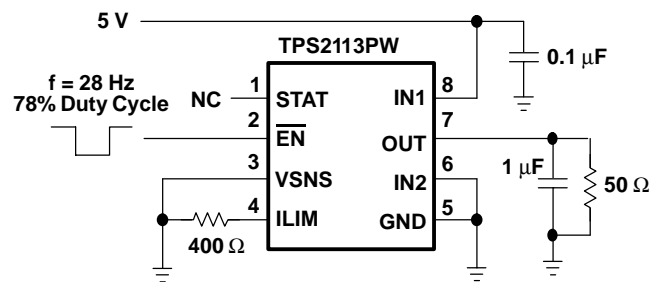 5 V
TPS2113PW
0.1 µF
f = 28 Hz
78% Duty Cycle
NC
1
STAT
IN1
8
2
EN
OUT
7
3
VSNS
IN2
6
1 µF
50 Ω
4
ILIM
GND
5
400 Ω